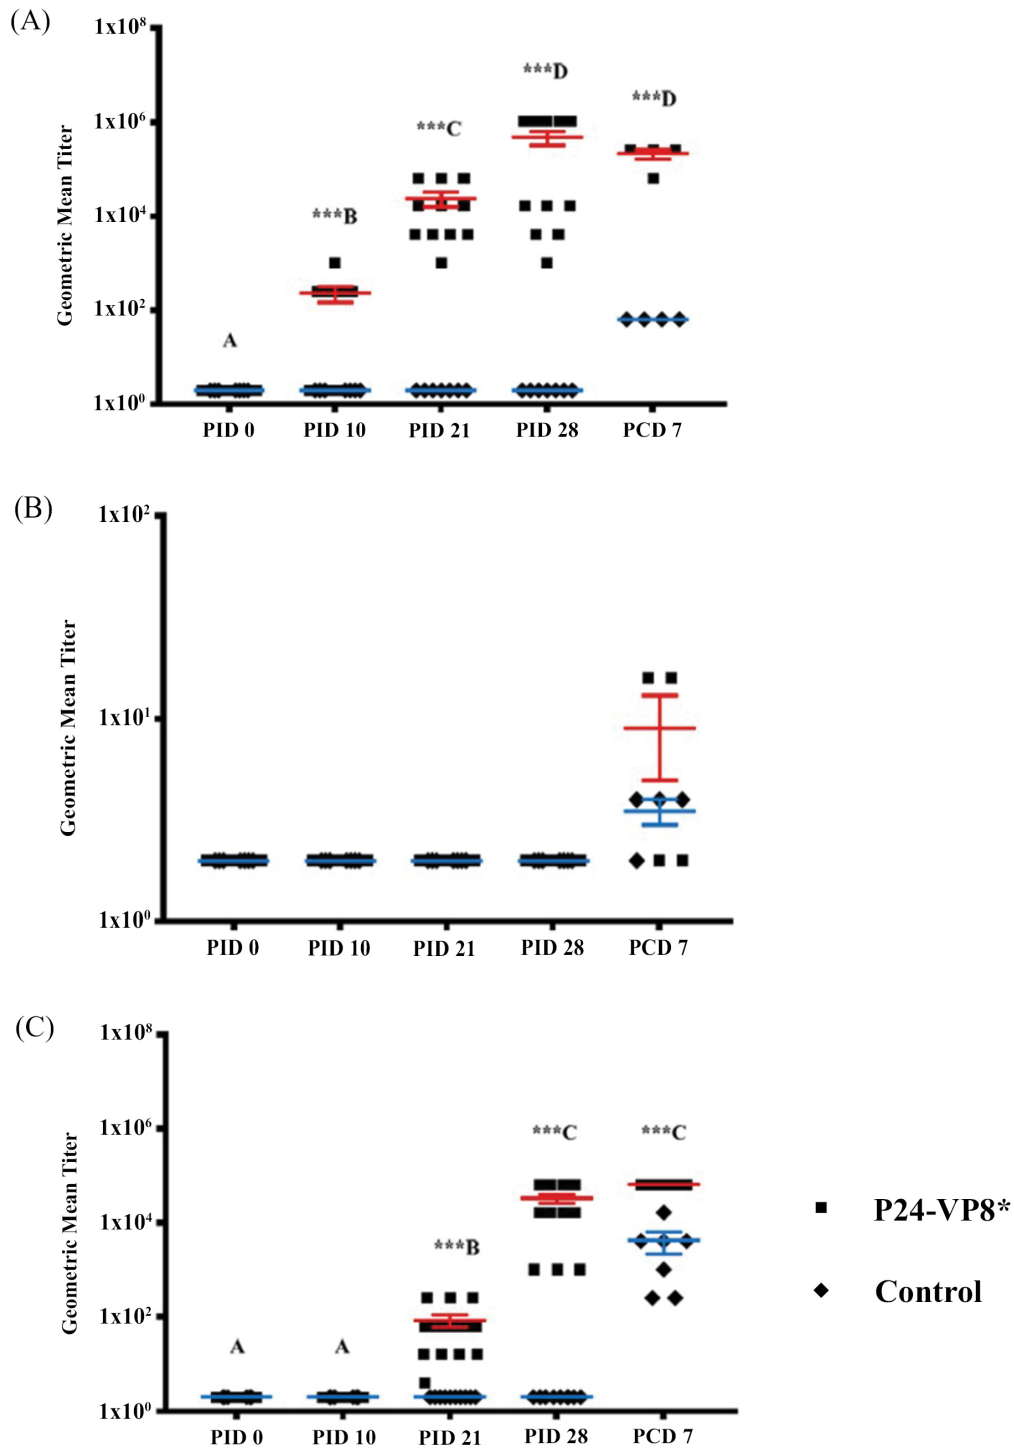 (A)
1x10⁸
1x10⁶
1x10⁴
1x10²
1x10⁰
Geometric Mean Titer
A
***B
***C
***D
***D
PID 0 PID 10 PID 21 PID 28 PCD 7
(B)
1x10²
1x10¹
1x10⁰
Geometric Mean Titer
PID 0 PID 10 PID 21 PID 28 PCD 7
(C)
1x10⁸
1x10⁶
1x10⁴
1x10²
1x10⁰
Geometric Mean Titer
A
A
***B
***C
***C
PID 0 PID 10 PID 21 PID 28 PCD 7
P24-VP8*
Control